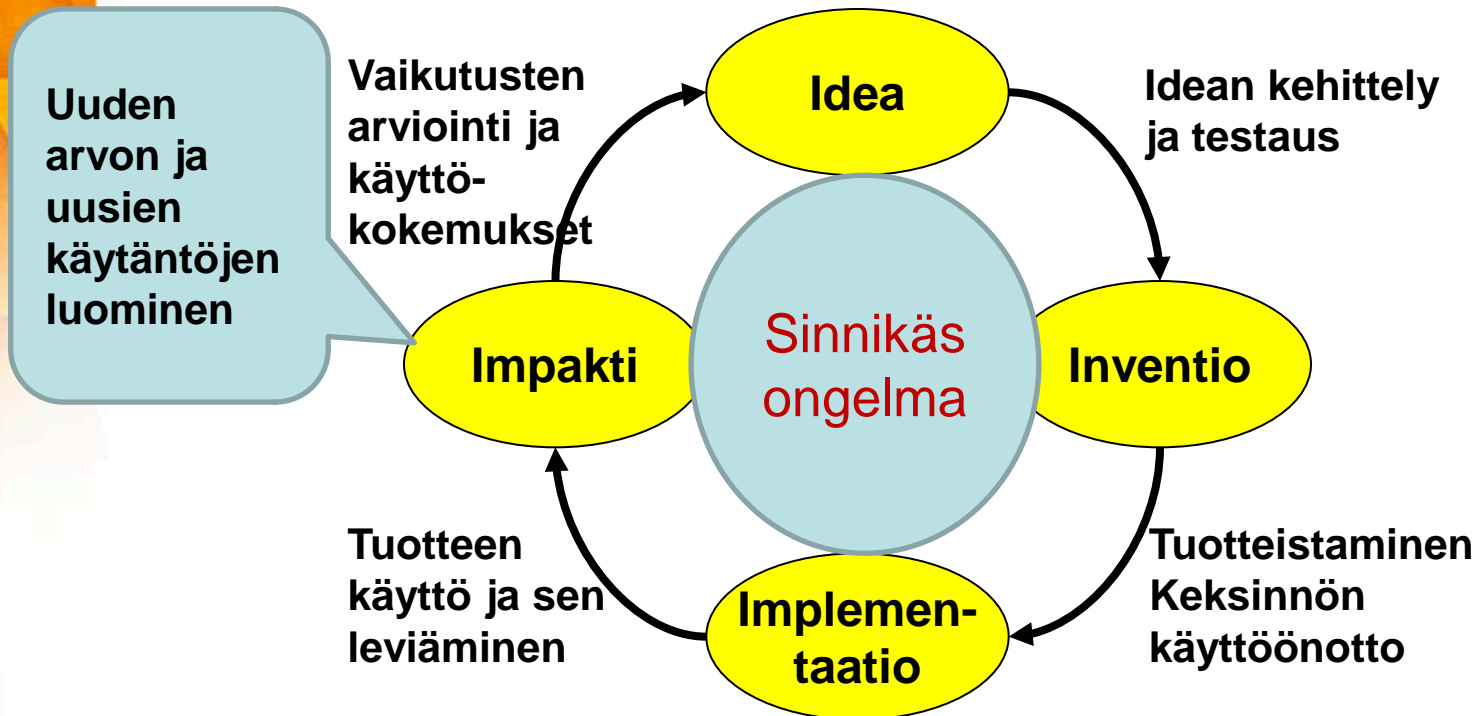 Uuden
arvon ja
uusien
käytäntöjen
luominen
Vaikutusten
arviointi ja
käyttö-
kokemukset
Idea
Idean kehittely
ja testaus
Impakti
Sinnikäs
ongelma
Inventio
Tuotteen
käyttö ja sen
leviäminen
Implemen-
taatio
Tuotteistaminen
Keksinnön
käyttöönotto